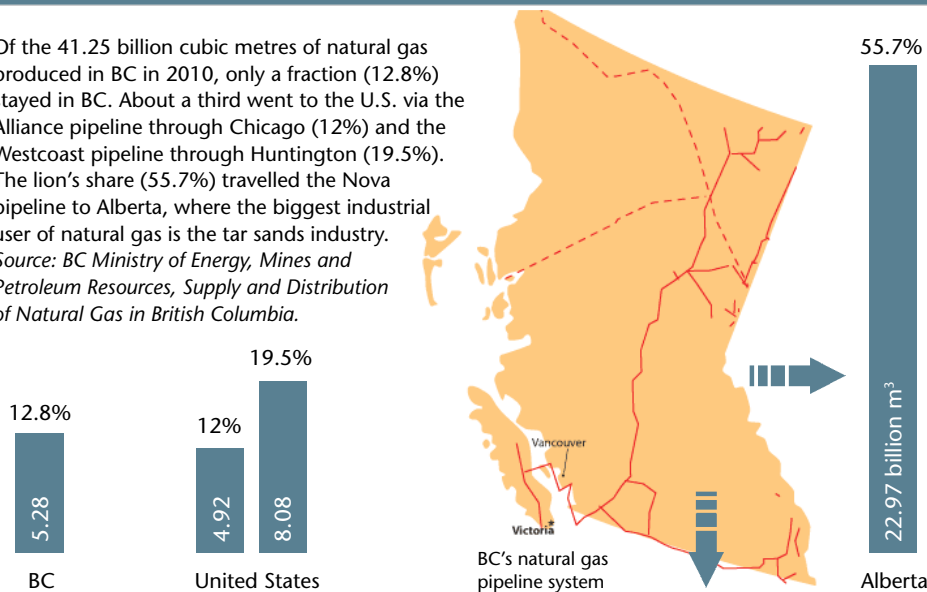 Of the 41.25 billion cubic metres of natural gas
produced in BC in 2010, only a fraction (12.8%)
stayed in BC. About a third went to the U.S. via the
Alliance pipeline through Chicago (12%) and the
Westcoast pipeline through Huntington (19.5%).
The lion’s share (55.7%) travelled the Nova
pipeline to Alberta, where the biggest industrial
user of natural gas is the tar sands industry.
Source: BC Ministry of Energy, Mines and
Petroleum Resources, Supply and Distribution
of Natural Gas in British Columbia.
12.8%
5.28
BC
12%
4.92
19.5%
8.08
United States
Vancouver
Victoria
BC’s natural gas
pipeline system
55.7%
22.97 billion m³
Alberta